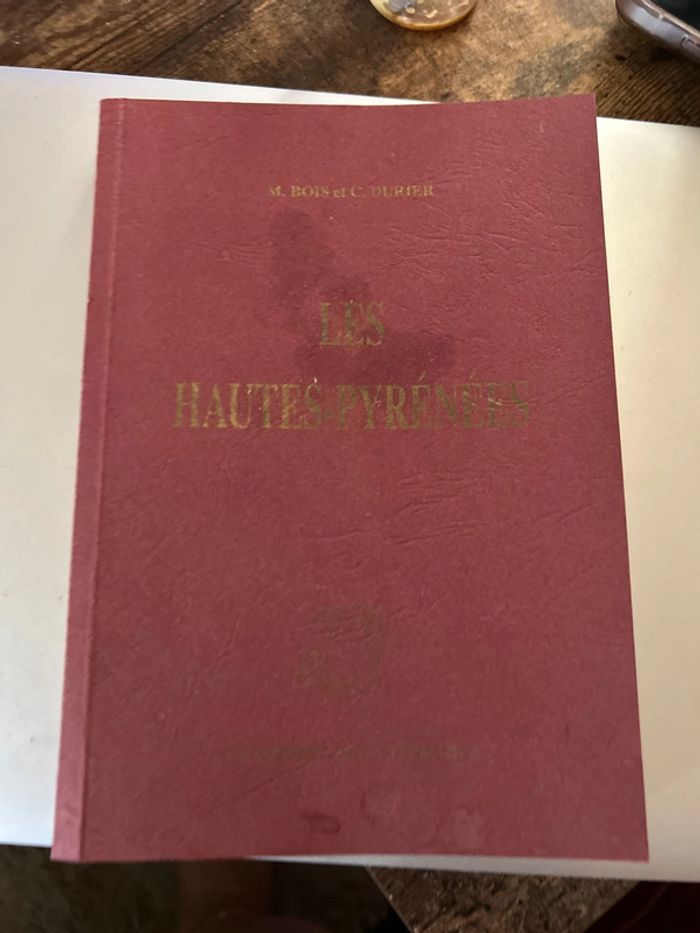 M. BOIS et C. DURIER
LES
HAUTES-PYRÉNÉES